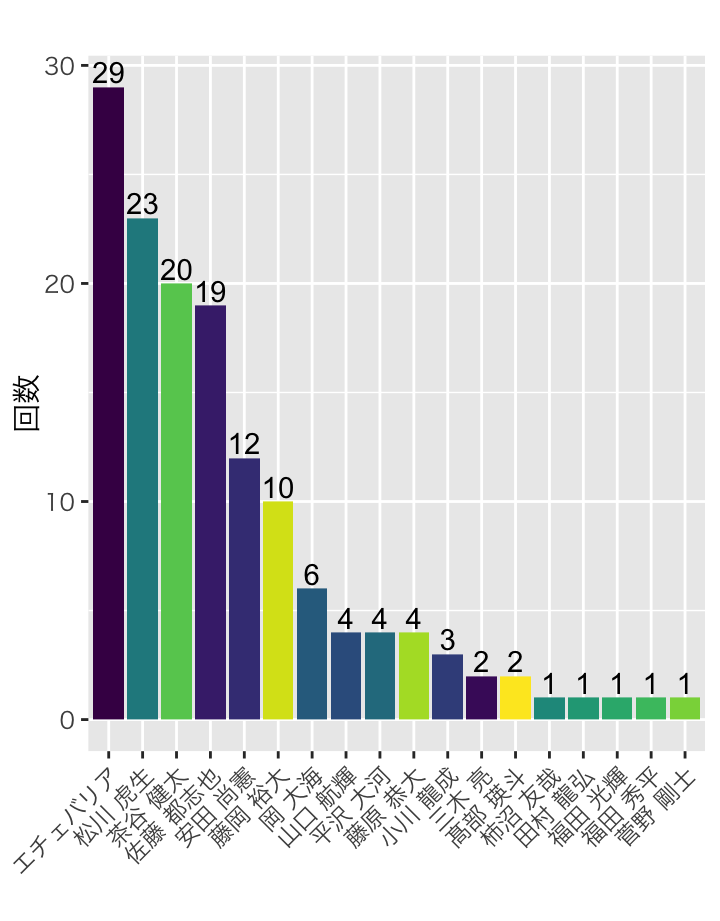 30
20
10
0
回数
29
23
20
19
12
10
6
4
4
4
3
2
2
1
1
1
1
1
エチェバリア
松川 虎生
茶谷 健太
佐藤 都志也
安田 尚憲
藤岡 裕大
岡 大海
山口 航輝
平沢 大河
藤原 恭大
小川 龍成
三木 亮
髙部 瑛斗
柿沼 友哉
田村 龍弘
福田 光輝
福田 秀平
菅野 剛士